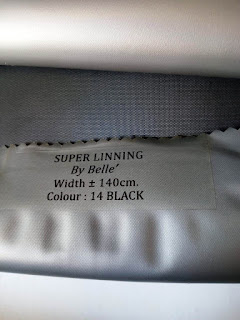 SUPER LINNING
By Belle'
Width ± 140cm.
Colour : 14 BLACK